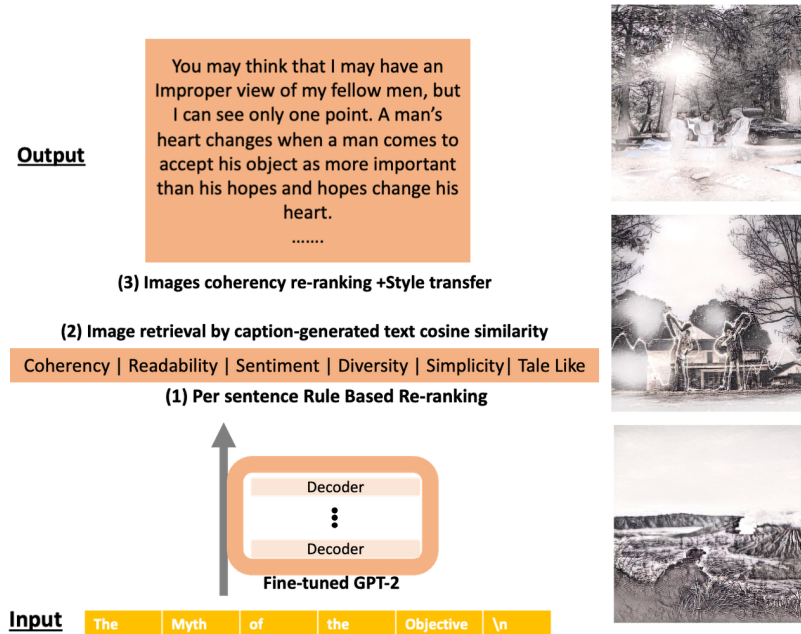 You may think that I may have an
Improper view of my fellow men, but
I can see only one point. A man's
heart changes when a man comes to
accept his object as more important
than his hopes and hopes change his
heart.
.......
Output
(3) Images coherency re-ranking +Style transfer
(2) Image retrieval by caption-generated text cosine similarity
Coherency | Readability | Sentiment | Diversity | Simplicity| Tale Like
(1) Per sentence Rule Based Re-ranking
Decoder
Decoder
Fine-tuned GPT-2
Input
The Myth of the Objective \n